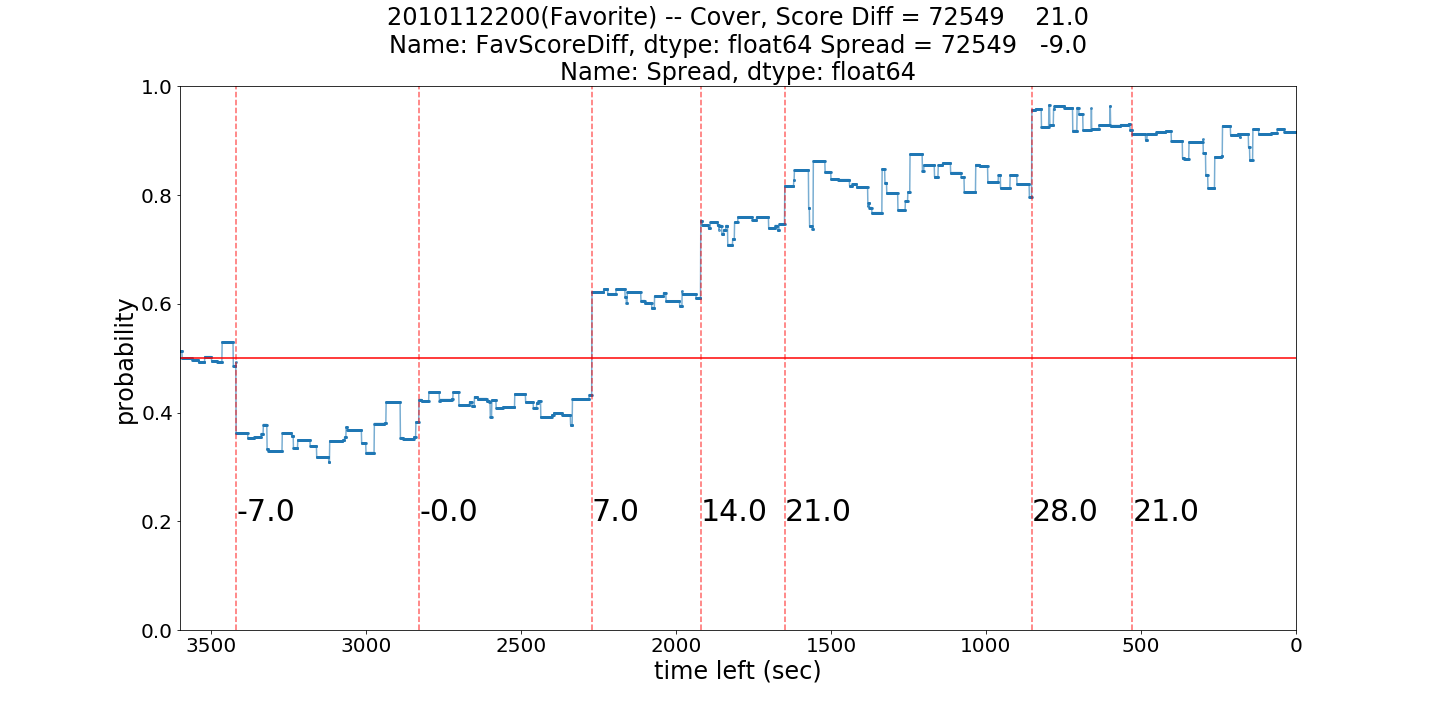 2010112200(Favorite) -- Cover, Score Diff = 72549    21.0
Name: FavScoreDiff, dtype: float64 Spread = 72549   -9.0
Name: Spread, dtype: float64
1.0
0.8
0.6
0.4
0.2
0.0
probability
-7.0 -0.0 7.0 14.0 21.0 28.0 21.0
3500 3000 2500 2000 1500 1000 500 0
time left (sec)